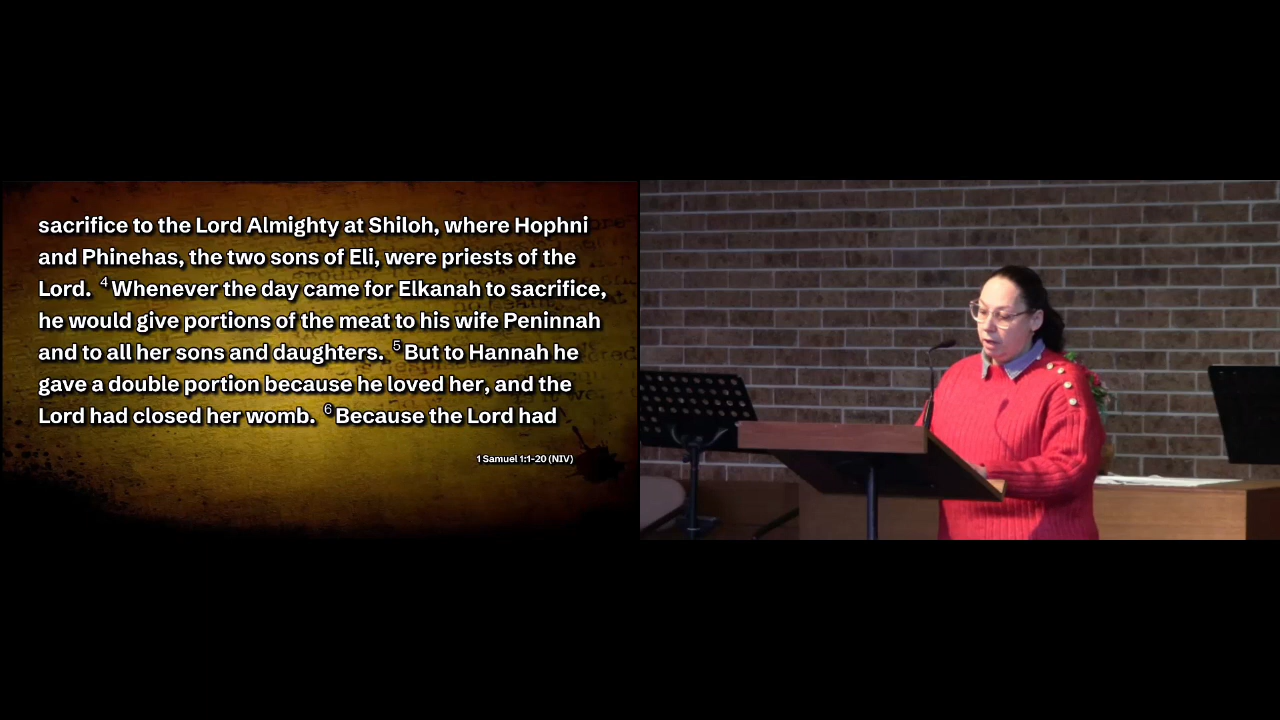 sacrifice to the Lord Almighty at Shiloh, where Hophni
and Phinehas, the two sons of Eli, were priests of the
Lord. 4 Whenever the day came for Elkanah to sacrifice,
he would give portions of the meat to his wife Peninnah
and to all her sons and daughters. 5 But to Hannah he
gave a double portion because he loved her, and the
Lord had closed her womb. 6 Because the Lord had
1 Samuel 1:1-20 (NIV)